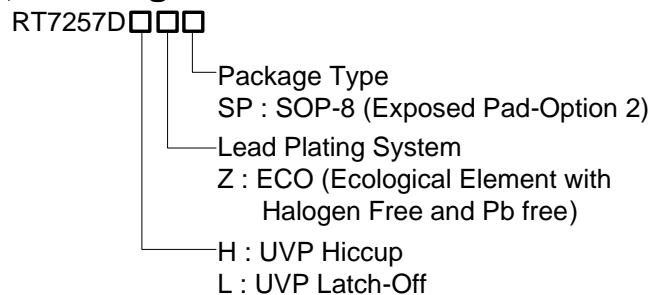 RT7257D□□□
Package Type
SP : SOP-8 (Exposed Pad-Option 2)
Lead Plating System
Z : ECO (Ecological Element with
Halogen Free and Pb free)
H : UVP Hiccup
L : UVP Latch-Off